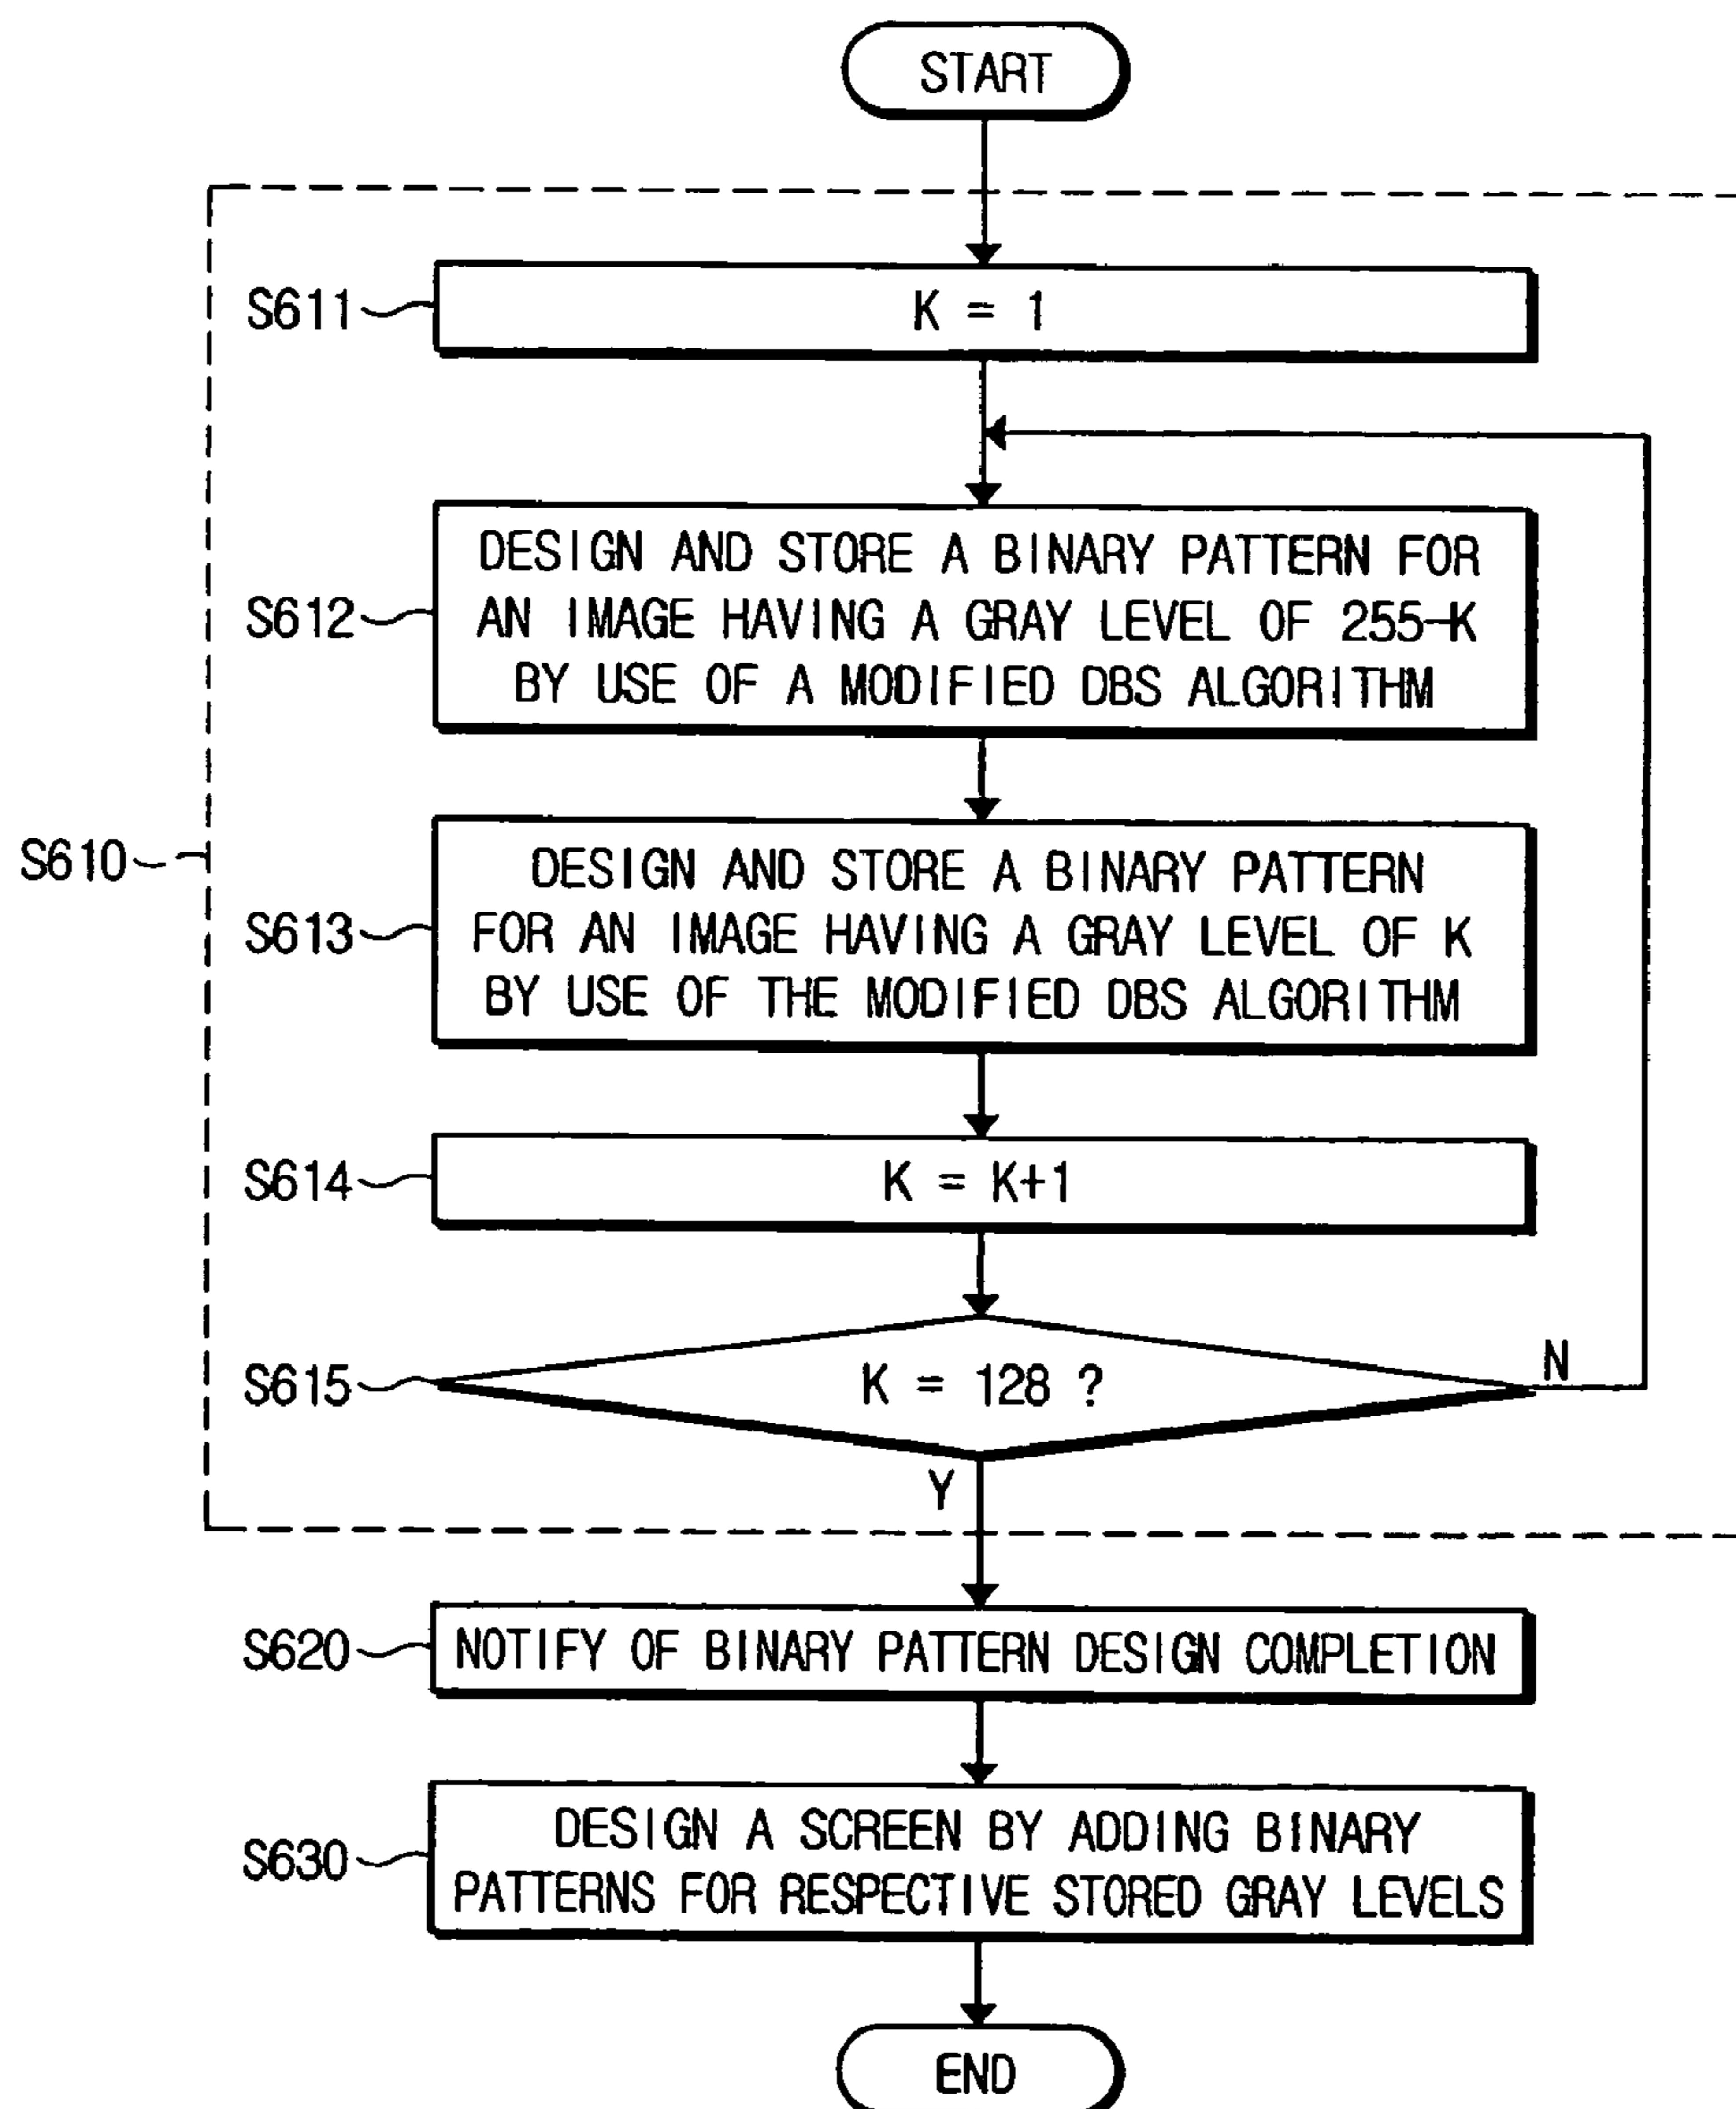 START
S611
K = 1
S612
DESIGN AND STORE A BINARY PATTERN FOR
AN IMAGE HAVING A GRAY LEVEL OF 255-K
BY USE OF A MODIFIED DBS ALGORITHM
S610
S613
DESIGN AND STORE A BINARY PATTERN
FOR AN IMAGE HAVING A GRAY LEVEL OF K
BY USE OF THE MODIFIED DBS ALGORITHM
S614
K = K+1
S615
K = 128 ?
N
Y
S620
NOTIFY OF BINARY PATTERN DESIGN COMPLETION
S630
DESIGN A SCREEN BY ADDING BINARY
PATTERNS FOR RESPECTIVE STORED GRAY LEVELS
END